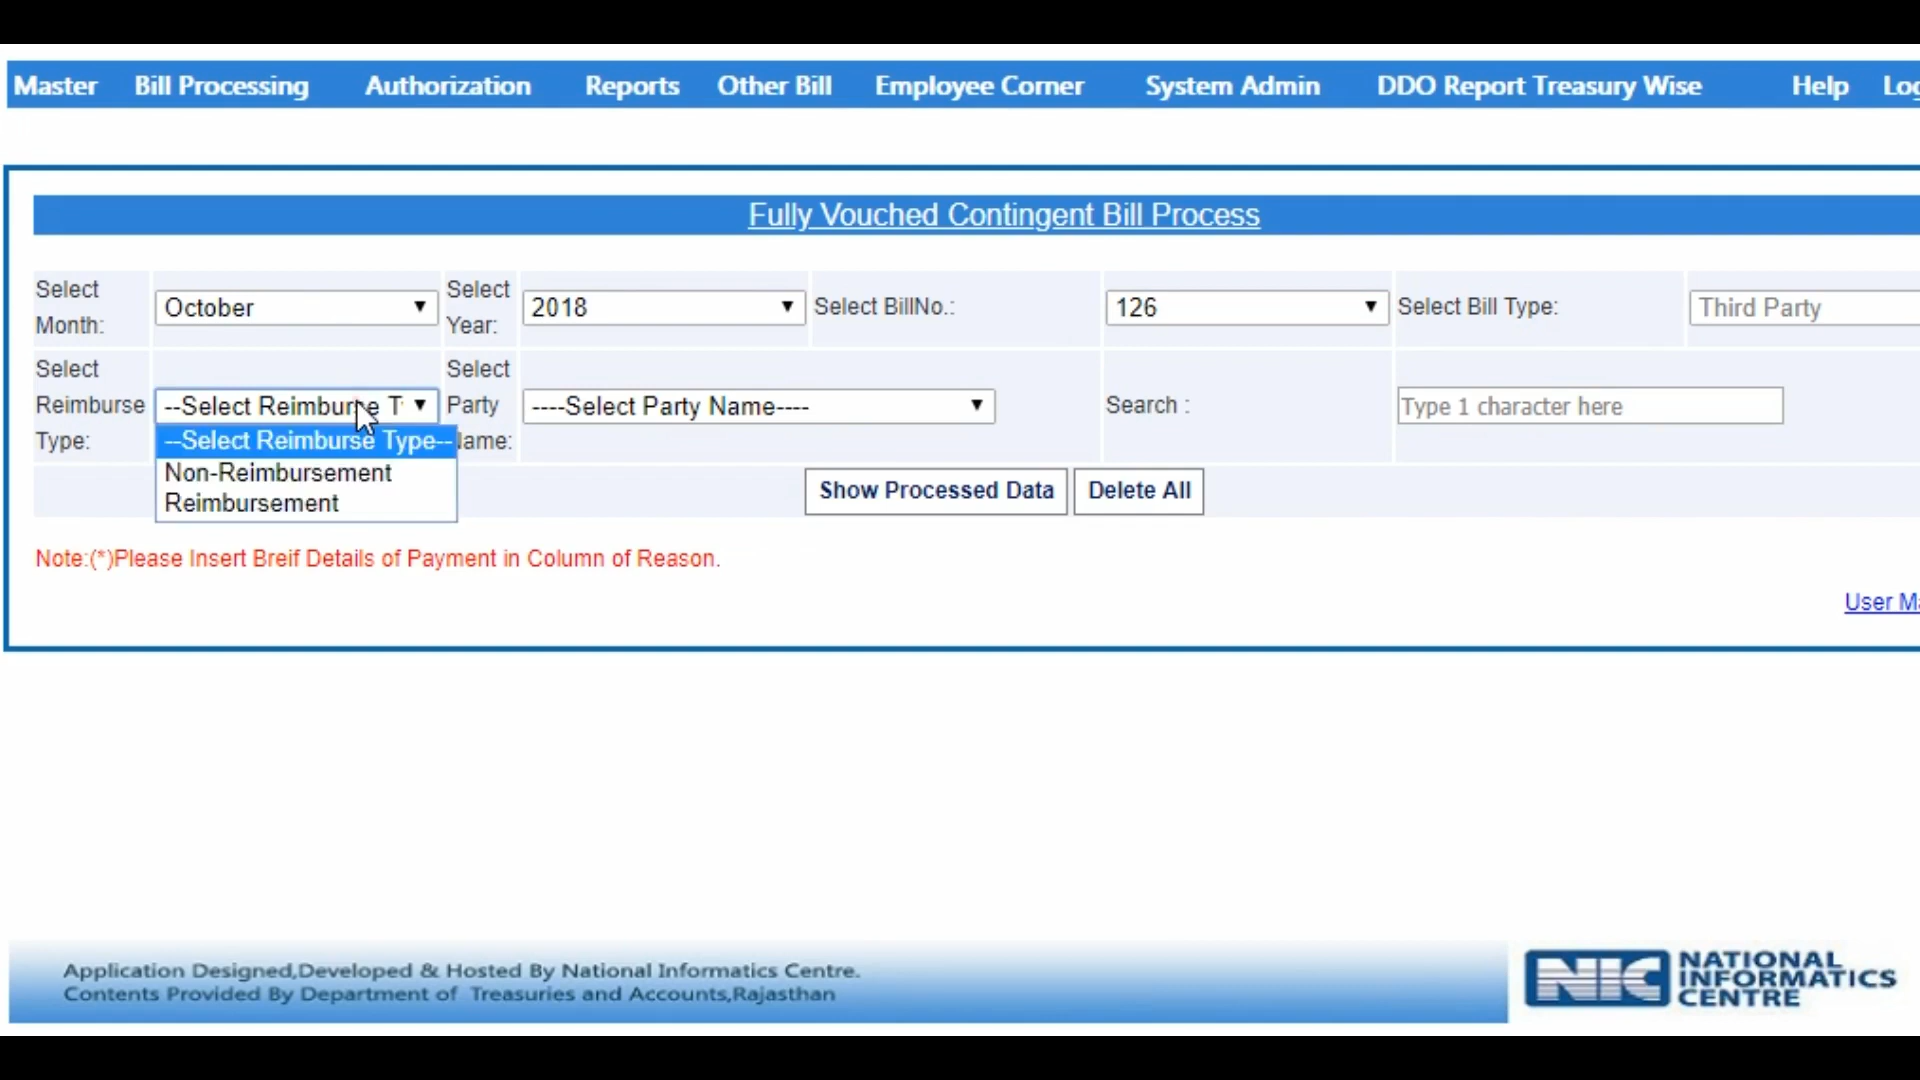 Master Bill Processing Authorization Reports Other Bill Employee Corner System Admin DDO Report Treasury Wise Help Log
Fully Vouched Contingent Bill Process
Select Month: October Select Year: 2018 Select BillNo.: 126 Select Bill Type: Third Party
Select Reimburse Type: --Select Reimburse T Select Party Name: ----Select Party Name---- Search : Type 1 character here
--Select Reimburse Type--
Non-Reimbursement
Reimbursement
Show Processed Data Delete All
Note:(*)Please Insert Breif Details of Payment in Column of Reason.
User Ma
Application Designed,Developed & Hosted By National Informatics Centre.
Contents Provided By Department of Treasuries and Accounts,Rajasthan
NIC NATIONAL
INFORMATICS
CENTRE